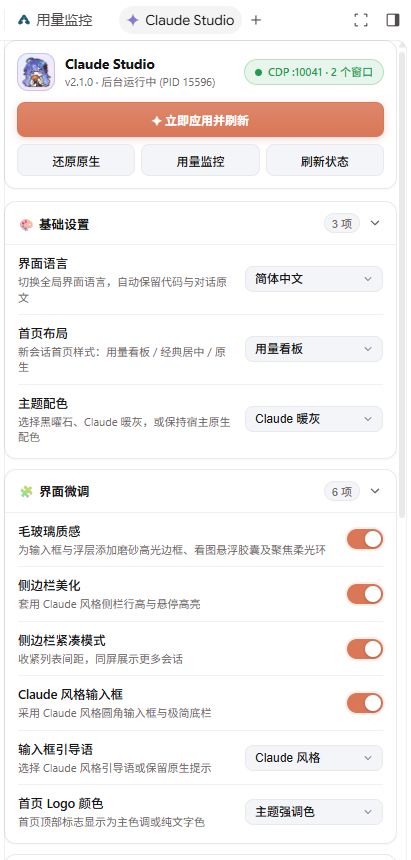 用量监控
Claude Studio
Claude Studio
v2.1.0 · 后台运行中 (PID 15596)
CDP :10041 · 2 个窗口
立即应用并刷新
还原原生
用量监控
刷新状态
基础设置
3 项
界面语言
切换全局界面语言，自动保留代码与对话原
文
简体中文
首页布局
新会话首页样式：用量看板 / 经典居中 / 原
生
用量看板
主题配色
选择黑曜石、Claude 暖灰，或保持宿主原生
配色
Claude 暖灰
界面微调
6 项
毛玻璃质感
为输入框与浮层添加磨砂高光边框、看图悬浮胶囊及聚焦柔光环
侧边栏美化
套用 Claude 风格侧栏行高与悬停高亮
侧边栏紧凑模式
收紧列表间距，同屏展示更多会话
Claude 风格输入框
采用 Claude 风格圆角输入框与极简底栏
输入框引导语
选择 Claude 风格引导语或保留原生提示
Claude 风格
首页 Logo 颜色
首页顶部标志显示为主色调或纯文字色
主题强调色